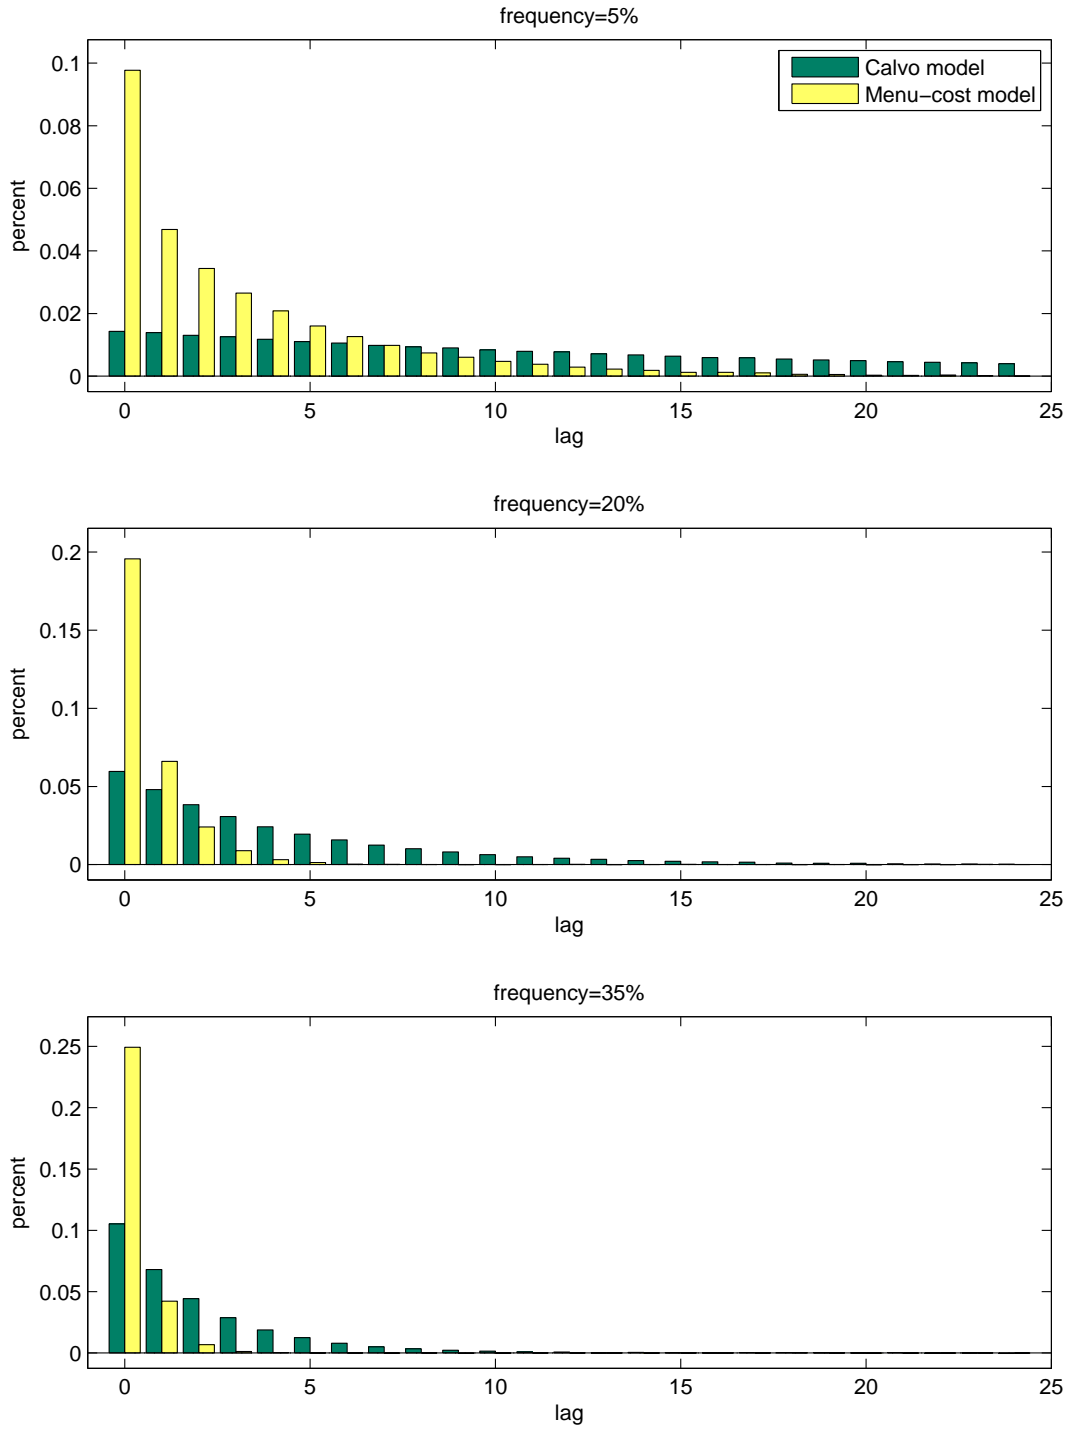 frequency=5%
Calvo model
Menu−cost model
percent
0.1
0.08
0.06
0.04
0.02
0
0 5 10 15 20 25
lag
frequency=20%
percent
0.2
0.15
0.1
0.05
0
0 5 10 15 20 25
lag
frequency=35%
percent
0.25
0.2
0.15
0.1
0.05
0
0 5 10 15 20 25
lag